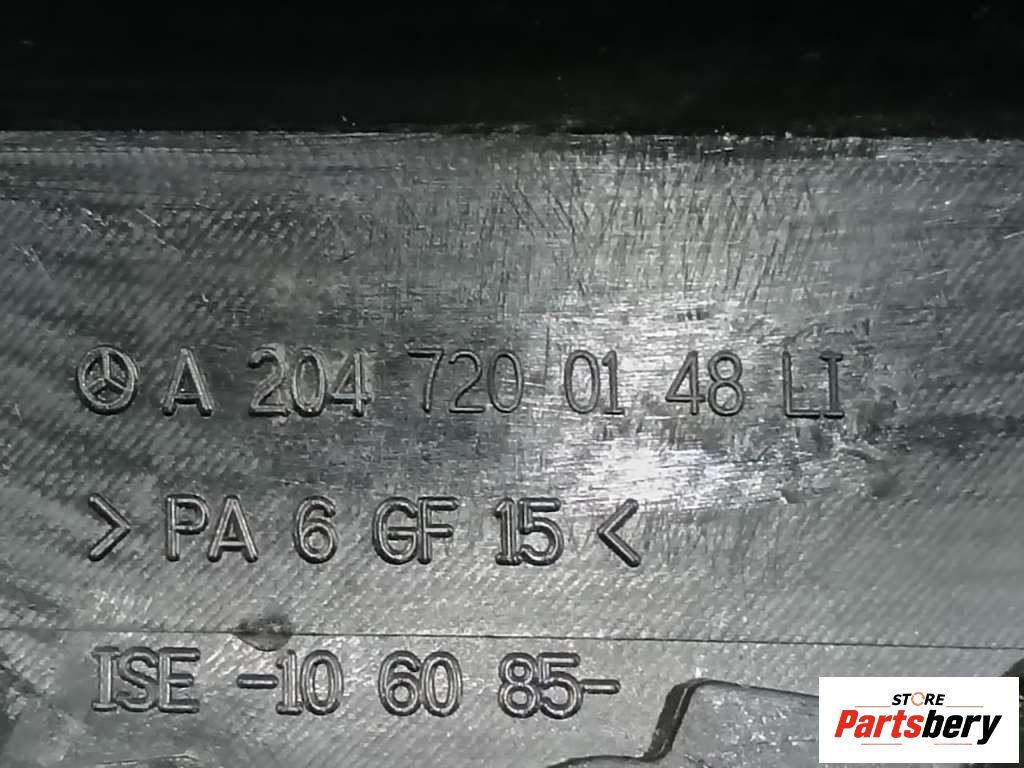 A 204 720 01 48 LI
> PA 6 GF 15 <
ISE -10 60 85-
STORE
Partsbery